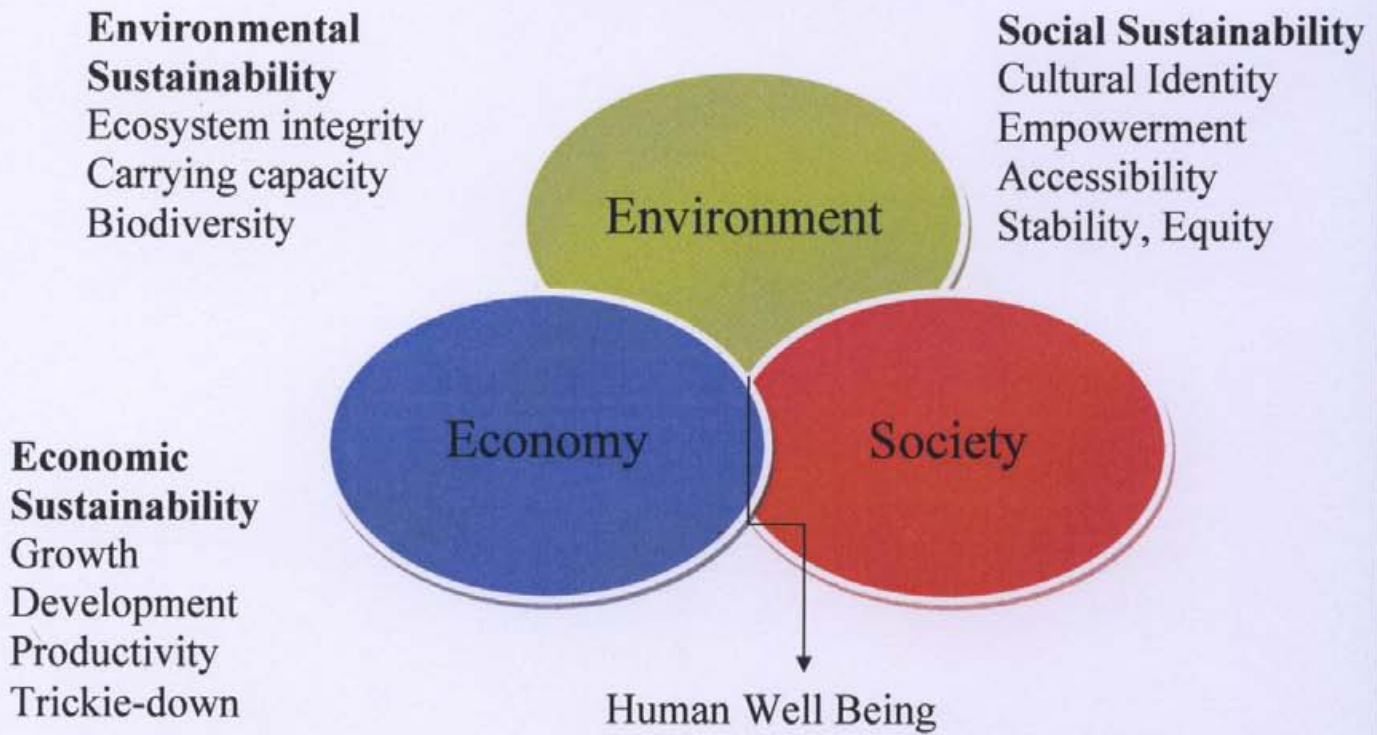 Environmental
Sustainability
Ecosystem integrity
Carrying capacity
Biodiversity
Social Sustainability
Cultural Identity
Empowerment
Accessibility
Stability, Equity
Environment
Economy
Society
Economic
Sustainability
Growth
Development
Productivity
Trickie-down
Human Well Being